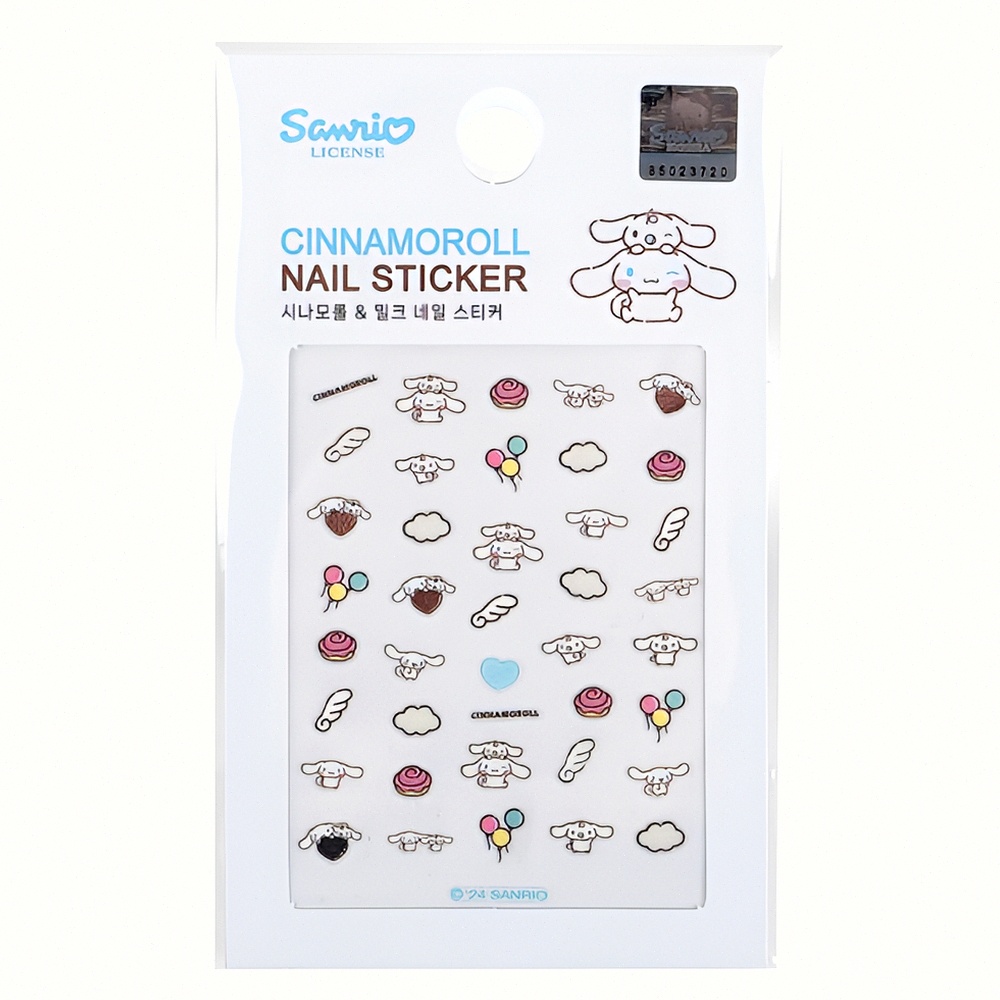 Sanrio
LICENSE
85023720
CINNAMOROLL
NAIL STICKER
시나모롤 & 밀크 네일 스티커
CINNAMOROLL
CINNAMOROLL
© '24 SANRIO